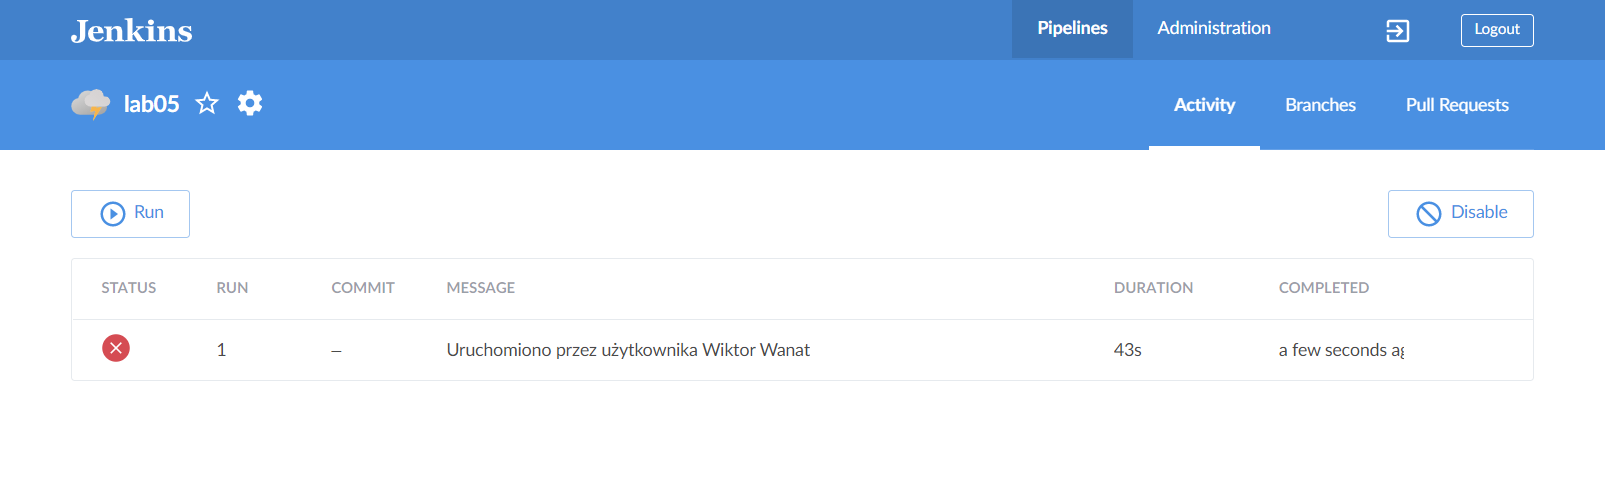 Jenkins
Pipelines
Administration
Logout
lab05
Activity
Branches
Pull Requests
Run
Disable
STATUS RUN COMMIT MESSAGE DURATION COMPLETED
1 – Uruchomiono przez użytkownika Wiktor Wanat 43s a few seconds ag